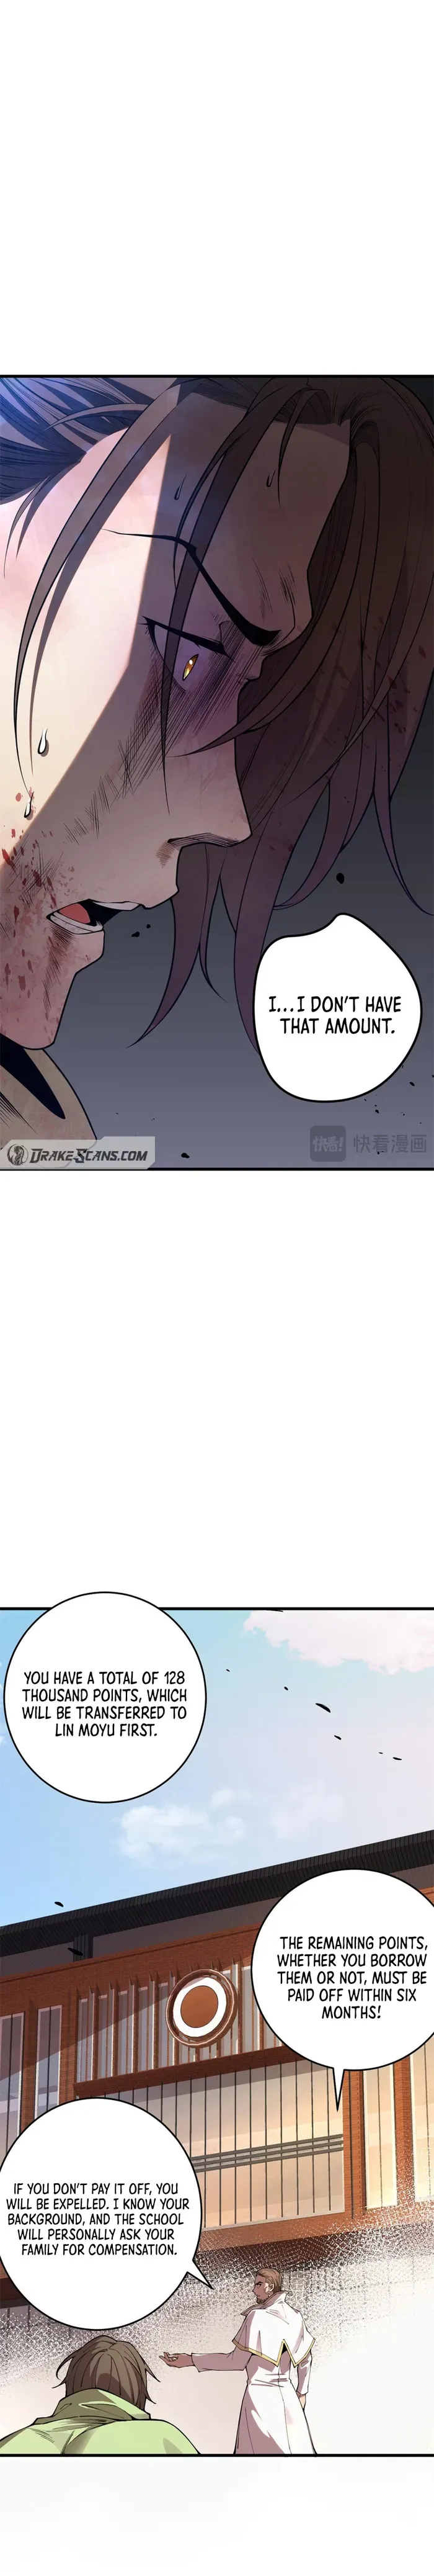 I...I DON'T HAVE
THAT AMOUNT.
DRAKESCANS.COM
快看! 快看漫画
YOU HAVE A TOTAL OF 128
THOUSAND POINTS, WHICH
WILL BE TRANSFERRED TO
LIN MOYU FIRST.
THE REMAINING POINTS,
WHETHER YOU BORROW
THEM OR NOT, MUST BE
PAID OFF WITHIN SIX
MONTHS!
IF YOU DON'T PAY IT OFF, YOU
WILL BE EXPELLED. I KNOW YOUR
BACKGROUND, AND THE SCHOOL
WILL PERSONALLY ASK YOUR
FAMILY FOR COMPENSATION.